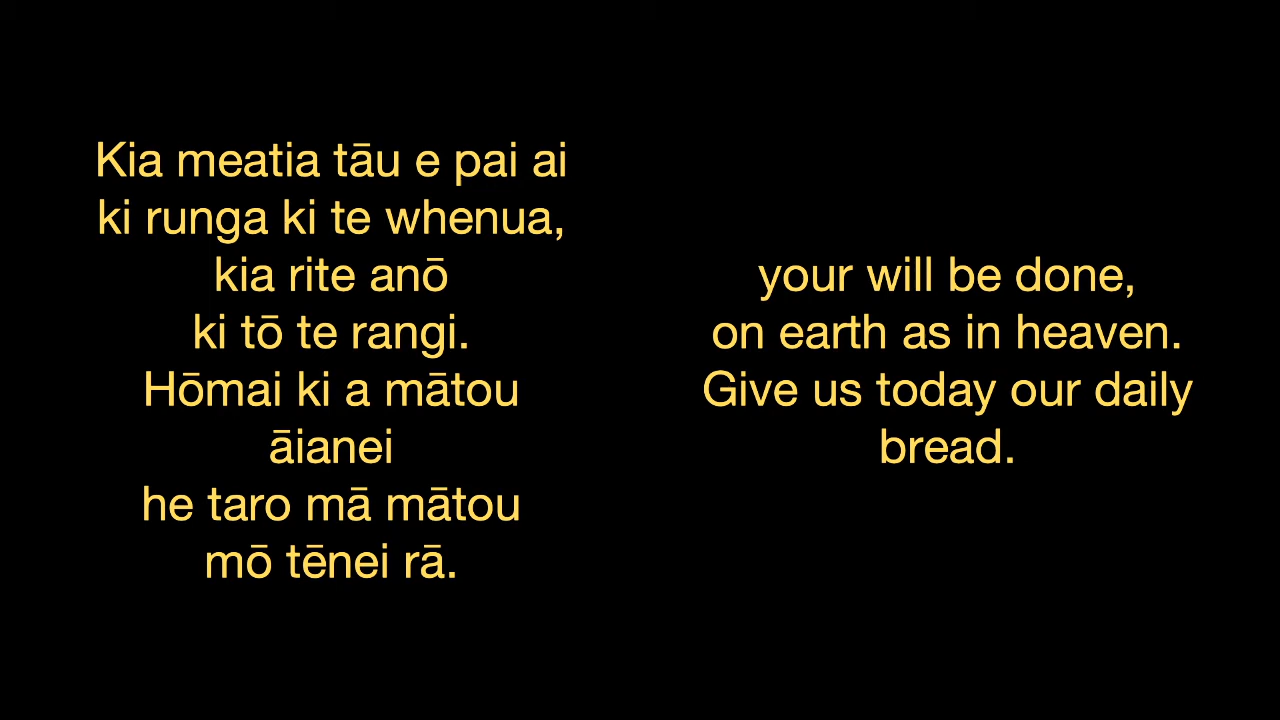 Kia meatia tāu e pai ai
ki runga ki te whenua,
kia rite anō
ki tō te rangi.
Hōmai ki a mātou
āianei
he taro mā mātou
mō tēnei rā.
your will be done,
on earth as in heaven.
Give us today our daily
bread.